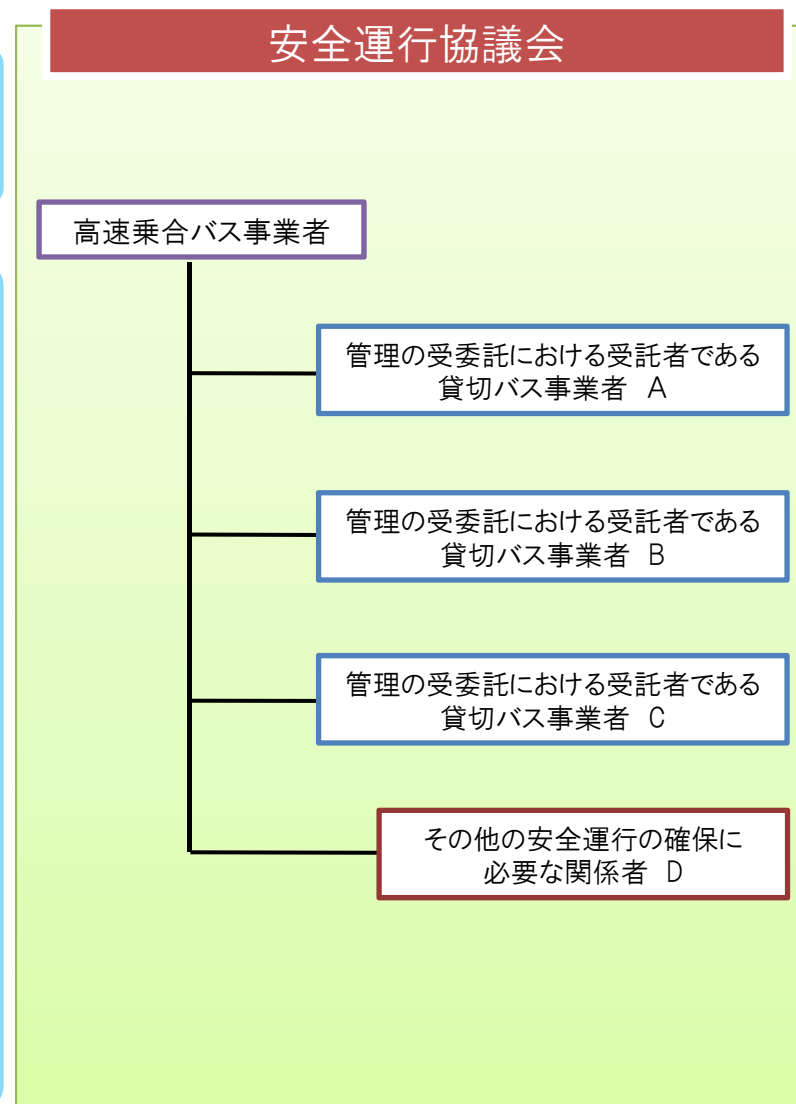 安全運行協議会
高速乗合バス事業者
管理の受委託における受託者である
貸切バス事業者 A
管理の受委託における受託者である
貸切バス事業者 B
管理の受委託における受託者である
貸切バス事業者 C
その他の安全運行の確保に
必要な関係者 D